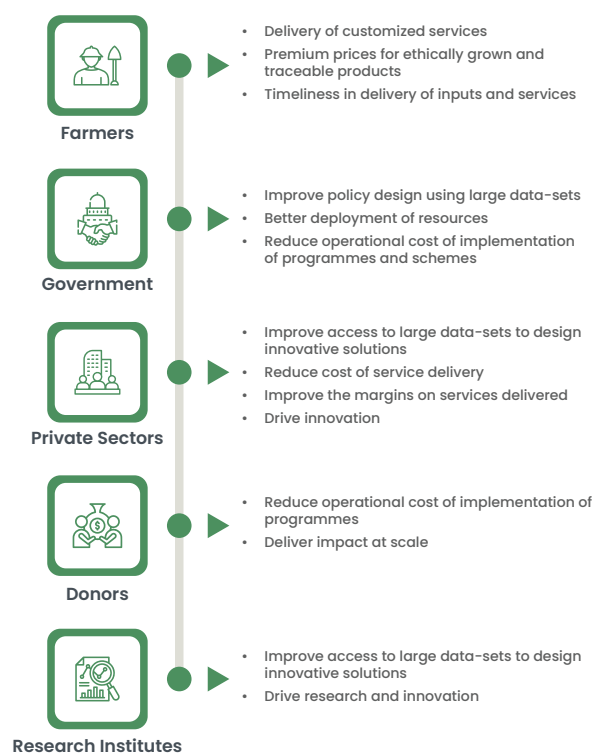 • Delivery of customized services
• Premium prices for ethically grown and
traceable products
• Timeliness in delivery of inputs and services
Farmers
• Improve policy design using large data-sets
• Better deployment of resources
• Reduce operational cost of implementation
of programmes and schemes
Government
• Improve access to large data-sets to design
innovative solutions
• Reduce cost of service delivery
• Improve the margins on services delivered
• Drive innovation
Private Sectors
• Reduce operational cost of implementation of
programmes
• Deliver impact at scale
$
Donors
• Improve access to large data-sets to design
innovative solutions
• Drive research and innovation
Research Institutes